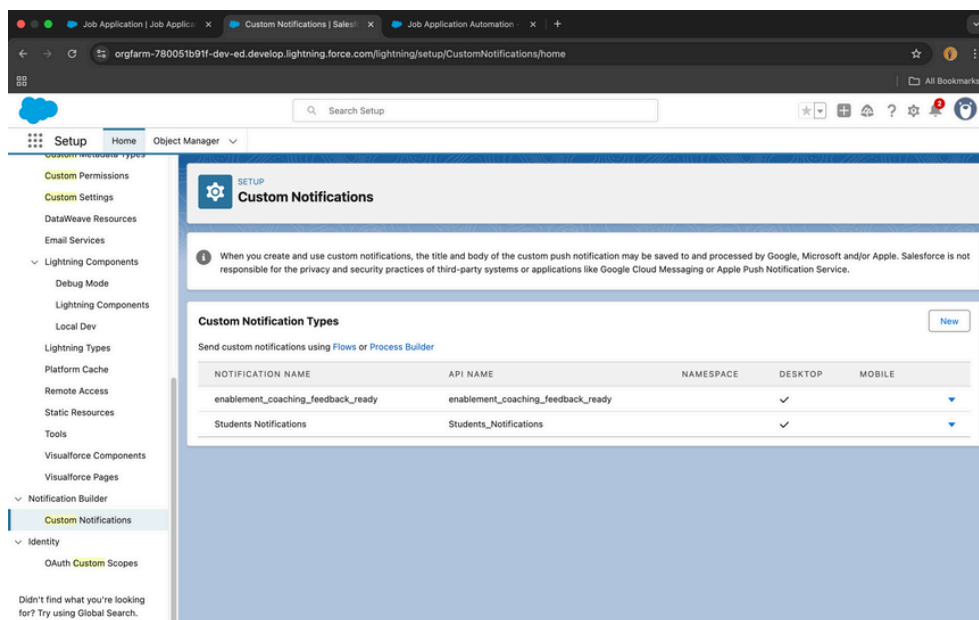 Job Application | Job Applica
Custom Notifications | Salesf
Job Application Automation -
orgfarm-780051b91f-dev-ed.develop.lightning.force.com/lightning/setup/CustomNotifications/home
All Bookmarks
Search Setup
2
Setup
Home
Object Manager
Custom Metadata Types
Custom Permissions
Custom Settings
DataWeave Resources
Email Services
Lightning Components
Debug Mode
Lightning Components
Local Dev
Lightning Types
Platform Cache
Remote Access
Static Resources
Tools
Visualforce Components
Visualforce Pages
Notification Builder
Custom Notifications
Identity
OAuth Custom Scopes
Didn't find what you're looking
for? Try using Global Search.
SETUP
Custom Notifications
When you create and use custom notifications, the title and body of the custom push notification may be saved to and processed by Google, Microsoft and/or Apple. Salesforce is not
responsible for the privacy and security practices of third-party systems or applications like Google Cloud Messaging or Apple Push Notification Service.
Custom Notification Types
New
Send custom notifications using Flows or Process Builder
NOTIFICATION NAME API NAME NAMESPACE DESKTOP MOBILE
enablement_coaching_feedback_ready enablement_coaching_feedback_ready
Students Notifications Students_Notifications